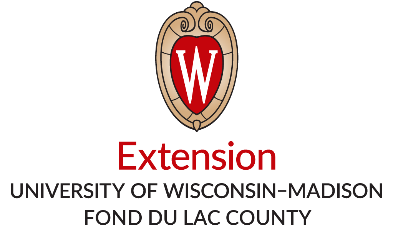 W
Extension
UNIVERSITY OF WISCONSIN–MADISON
FOND DU LAC COUNTY